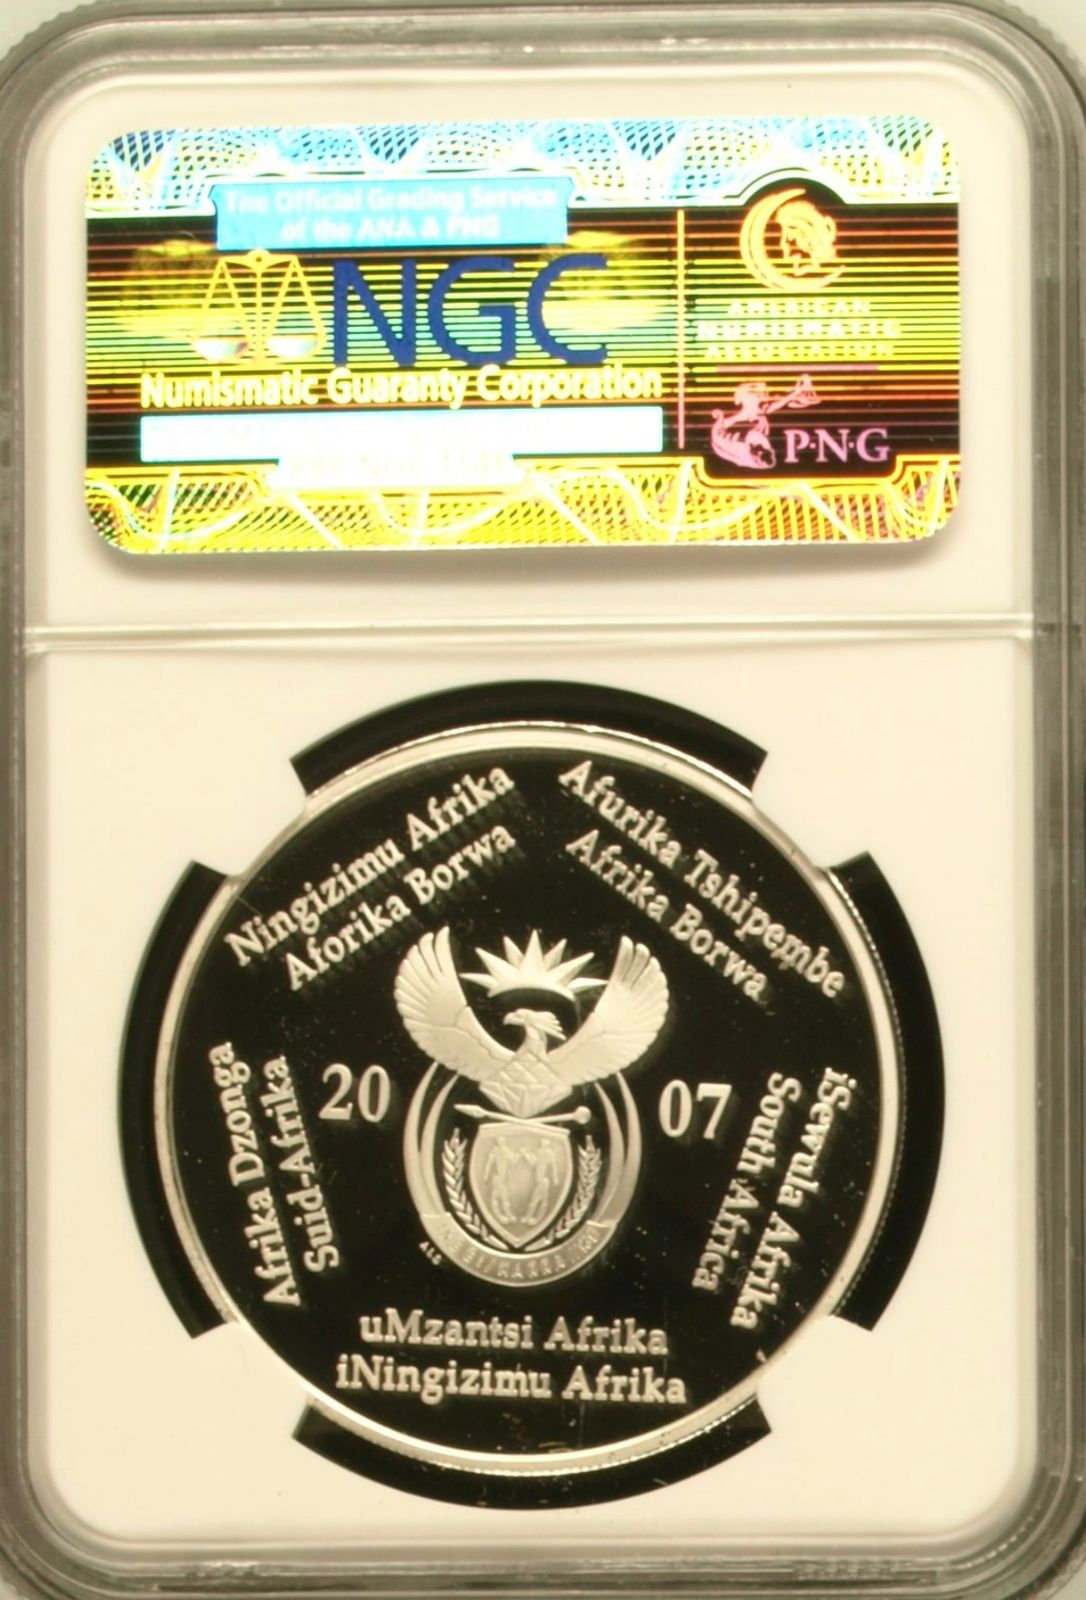 The Official Grading Service
of the ANA & PNG
NGC
Numismatic Guaranty Corporation
AMERICAN
NUMISMATIC
ASSOCIATION
P·N·G
Ningizimu Afrika
Aforika Borwa
Afurika Tshipembe
Afrika Borwa
iSewula Afrika
South Africa
uMzantsi Afrika
iNingizimu Afrika
Afrika Dzonga
Suid-Afrika
20 07
ALS